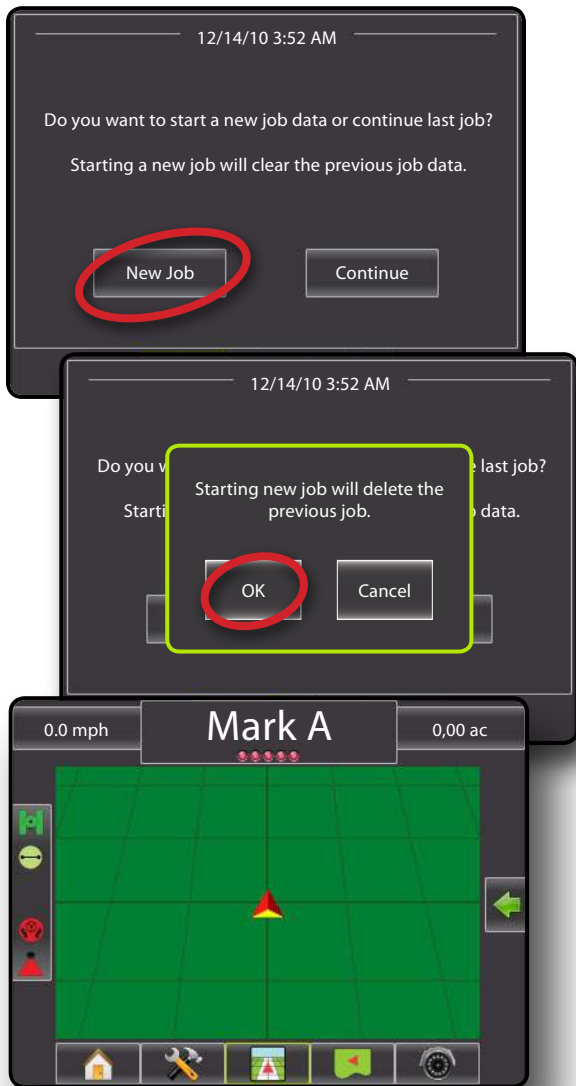 12/14/10 3:52 AM
Do you want to start a new job data or continue last job?
Starting a new job will clear the previous job data.
New Job
Continue
12/14/10 3:52 AM
Do you
last job?
Starting new job will delete the
previous job.
Starti
data.
OK
Cancel
0.0 mph
Mark A
0,00 ac